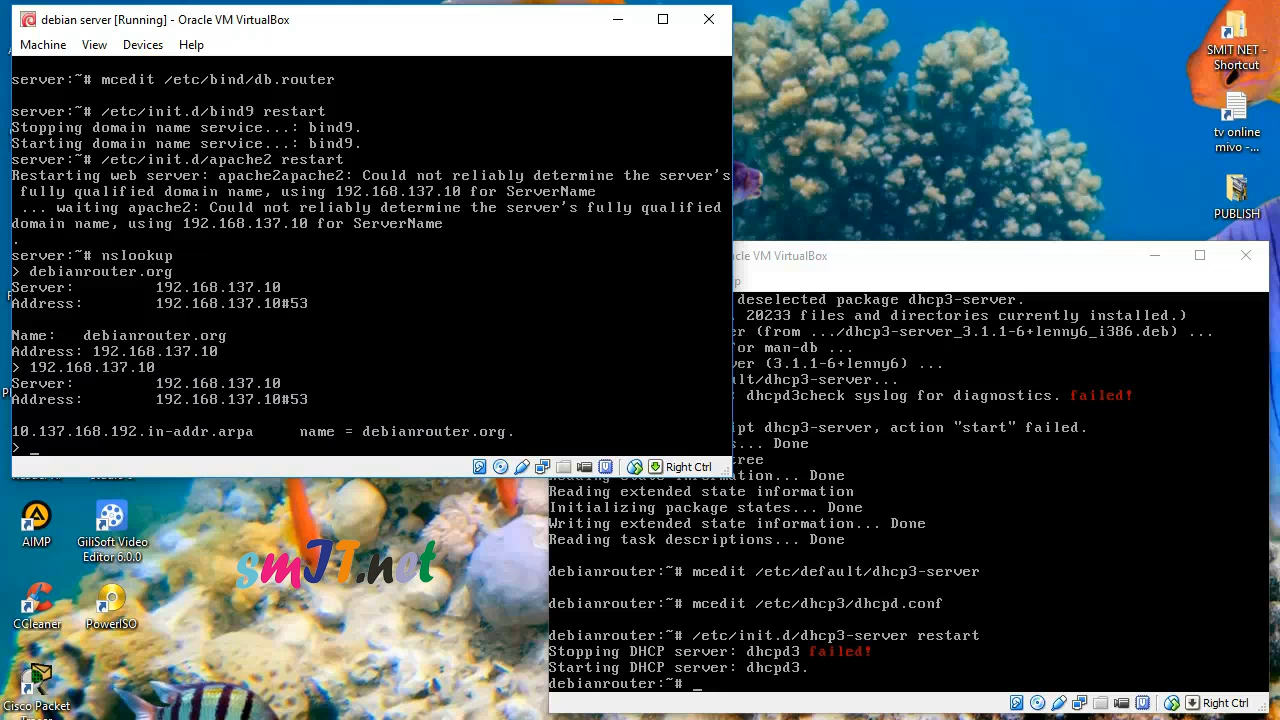 debian server [Running] - Oracle VM VirtualBox
Machine View Devices Help
server:~# mcedit /etc/bind/db.router
server:~# /etc/init.d/bind9 restart
Stopping domain name service...: bind9.
Starting domain name service...: bind9.
server:~# /etc/init.d/apache2 restart
Restarting web server: apache2apache2: Could not reliably determine the server's
fully qualified domain name, using 192.168.137.10 for ServerName
... waiting apache2: Could not reliably determine the server's fully qualified
domain name, using 192.168.137.10 for ServerName
.
server:~# nslookup
> debianrouter.org
Server: 192.168.137.10
Address: 192.168.137.10#53
Name: debianrouter.org
Address: 192.168.137.10
> 192.168.137.10
Server: 192.168.137.10
Address: 192.168.137.10#53
10.137.168.192.in-addr.arpa name = debianrouter.org.
> _
Right Ctrl
SMIT NET -
Shortcut
tv online
mivo -...
PUBLISH
VM VirtualBox
deselected package dhcp3-server.
20233 files and directories currently installed.)
(from .../dhcp3-server_3.1.1-6+lenny6_i386.deb) ...
for man-db ...
(3.1.1-6+lenny6) ...
/dhcp3-server...
dhcpd3check syslog for diagnostics. failed!
dhcp3-server, action "start" failed.
... Done
Reading state information... Done
Reading extended state information
Initializing package states... Done
Writing extended state information... Done
Reading task descriptions... Done
debianrouter:~# mcedit /etc/default/dhcp3-server
debianrouter:~# mcedit /etc/dhcp3/dhcpd.conf
debianrouter:~# /etc/init.d/dhcp3-server restart
Stopping DHCP server: dhcpd3 failed!
Starting DHCP server: dhcpd3.
debianrouter:~# _
Right Ctrl
AIMP
GiliSoft Video
Editor 6.0.0
CCleaner
PowerISO
Cisco Packet
smIT.net